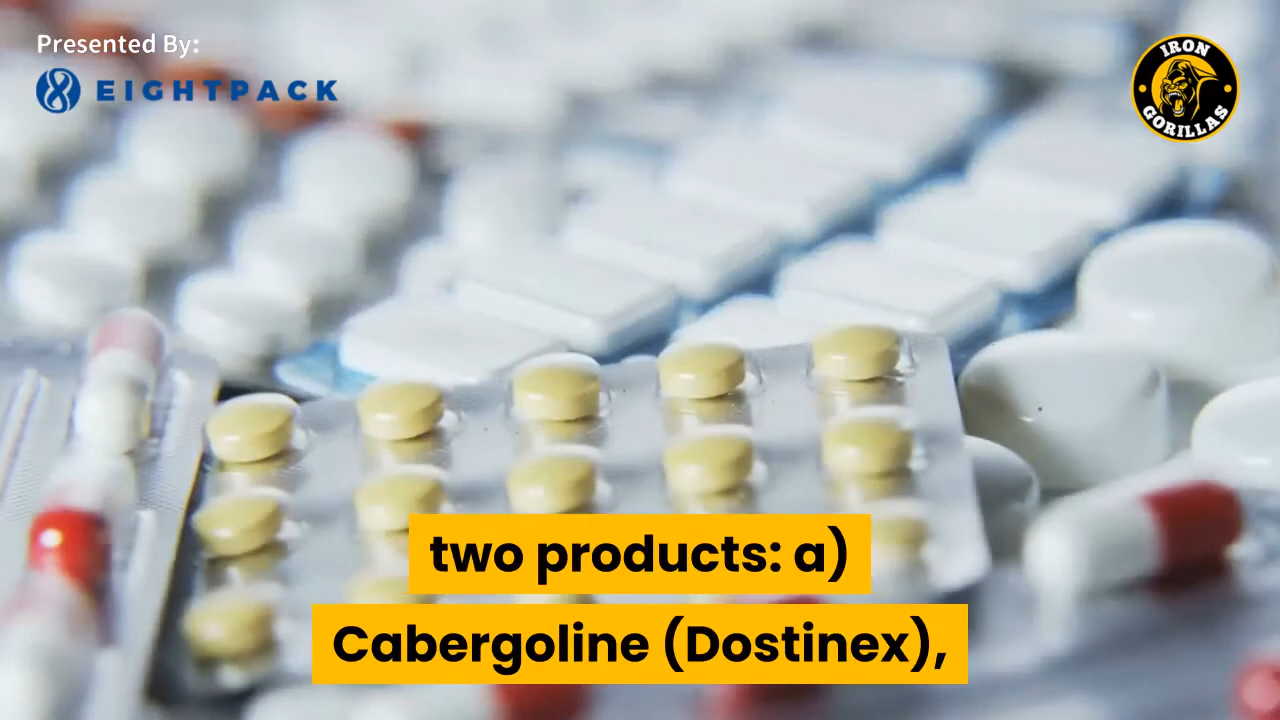 Presented By:
EIGHTPACK
IRON
GORILLAS
two products: a)
Cabergoline (Dostinex),